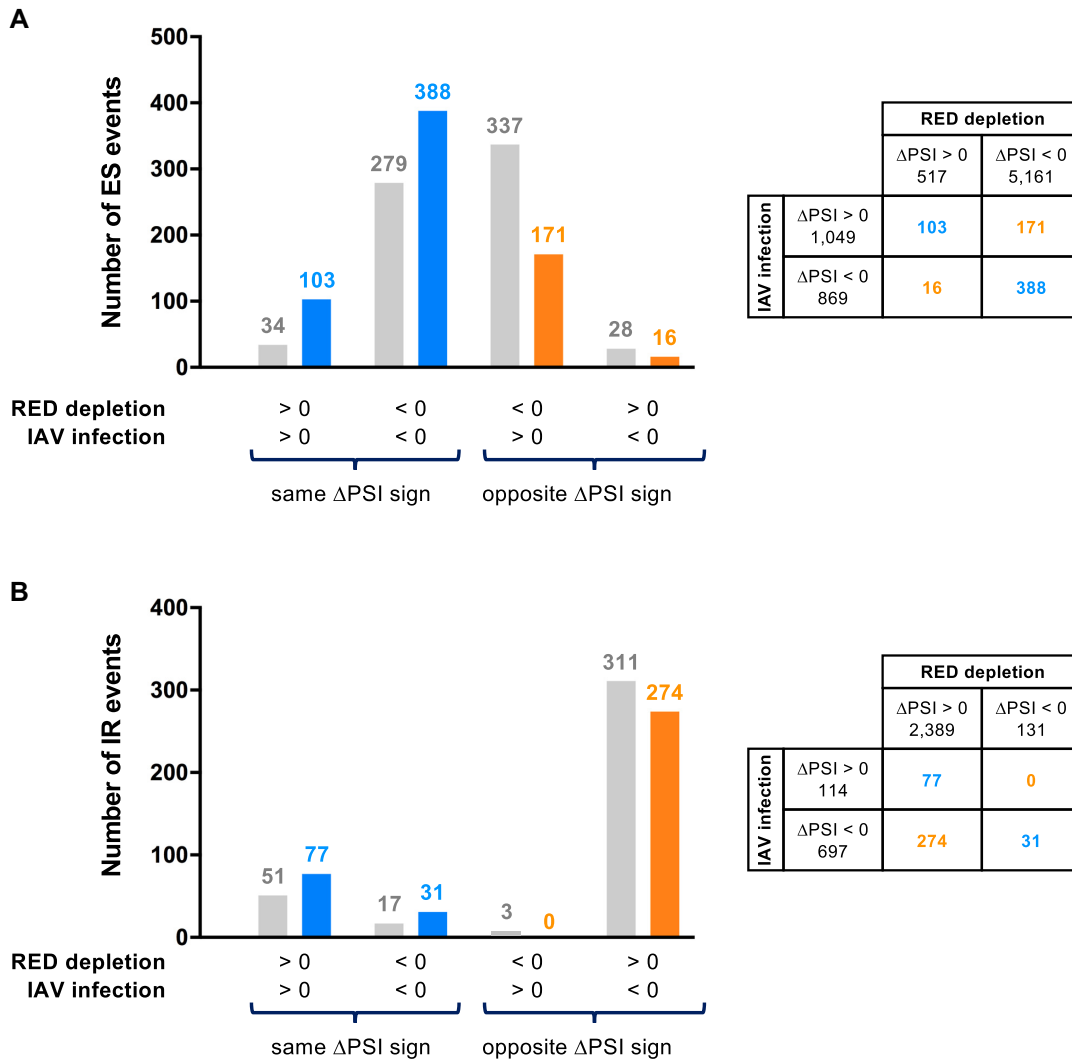 A
Number of ES events
500
400
300
200
100
0
34
103
279
388
337
171
28
16
RED depletion
> 0
< 0
< 0
> 0
IAV infection
> 0
< 0
> 0
< 0
same ΔPSI sign
opposite ΔPSI sign
RED depletion
ΔPSI > 0
517
ΔPSI < 0
5,161
IAV infection
ΔPSI > 0
1,049
103
171
ΔPSI < 0
869
16
388
B
Number of IR events
400
300
200
100
0
51
77
17
31
3
0
311
274
RED depletion
> 0
< 0
< 0
> 0
IAV infection
> 0
< 0
> 0
< 0
same ΔPSI sign
opposite ΔPSI sign
RED depletion
ΔPSI > 0
2,389
ΔPSI < 0
131
IAV infection
ΔPSI > 0
114
77
0
ΔPSI < 0
697
274
31